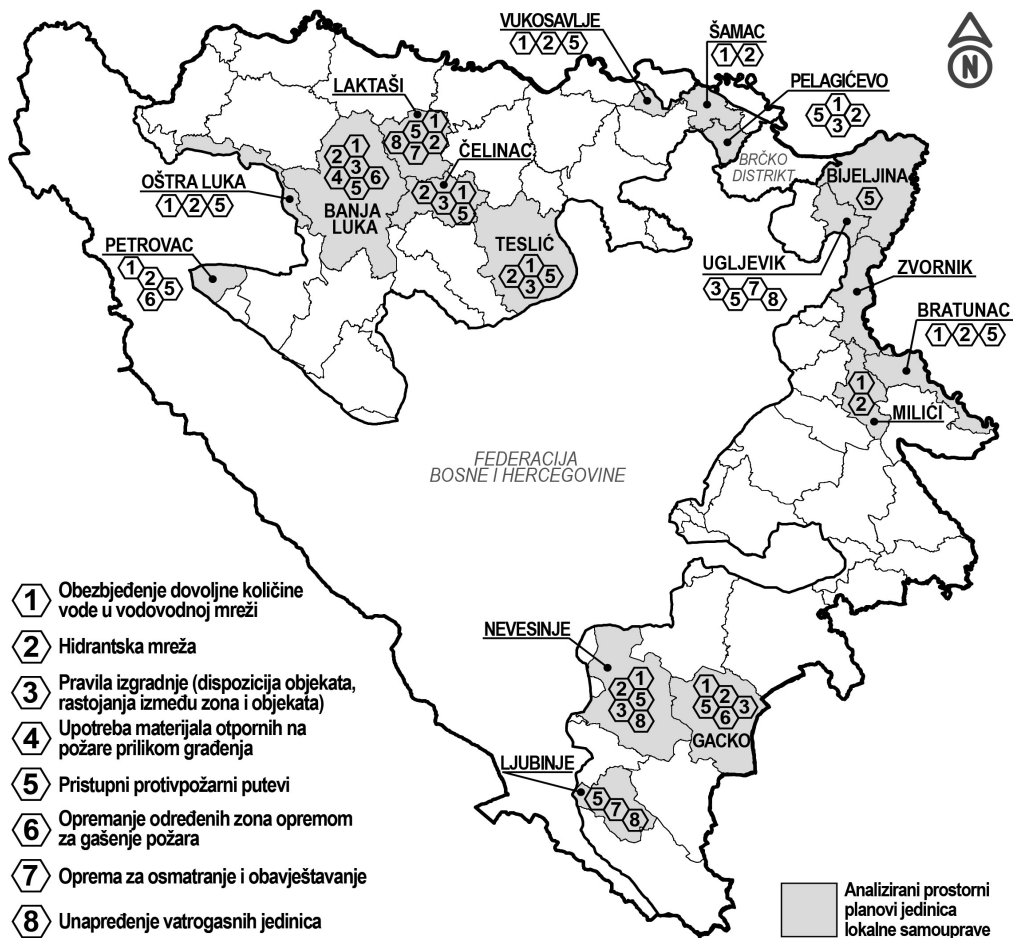 VUKOSAVLJE
1 2 5
ŠAMAC
1 2
N
PELAGIĆEVO
1
5 2
3
LAKTAŠI
1
5
8 2
7
ČELINAC
2 1
3
5
BRČKO
DISTRIKT
BIJELJINA
5
OŠTRA LUKA
1 2 5
1
2
3
4 6
5
BANJA
LUKA
PETROVAC
1
2
5
6
TESLIĆ
1
2 5
3
UGLJEVIK
3 7
5 8
ZVORNIK
BRATUNAC
1 2 5
1
2
MILIĆI
FEDERACIJA
BOSNE I HERCEGOVINE
NEVESINJE
1
2
5
3
8
1
2
5 3
6
GACKO
LJUBINJE
5
7
8
1 Obezbjeđenje dovoljne količine
vode u vodovodnoj mreži
2 Hidrantska mreža
3 Pravila izgradnje (dispozicija objekata,
rastojanja između zona i objekata)
4 Upotreba materijala otpornih na
požare prilikom građenja
5 Pristupni protivpožarni putevi
6 Opremanje određenih zona opremom
za gašenje požara
7 Oprema za osmatranje i obavještavanje
8 Unapređenje vatrogasnih jedinica
Analizirani prostorni
planovi jedinica
lokalne samouprave